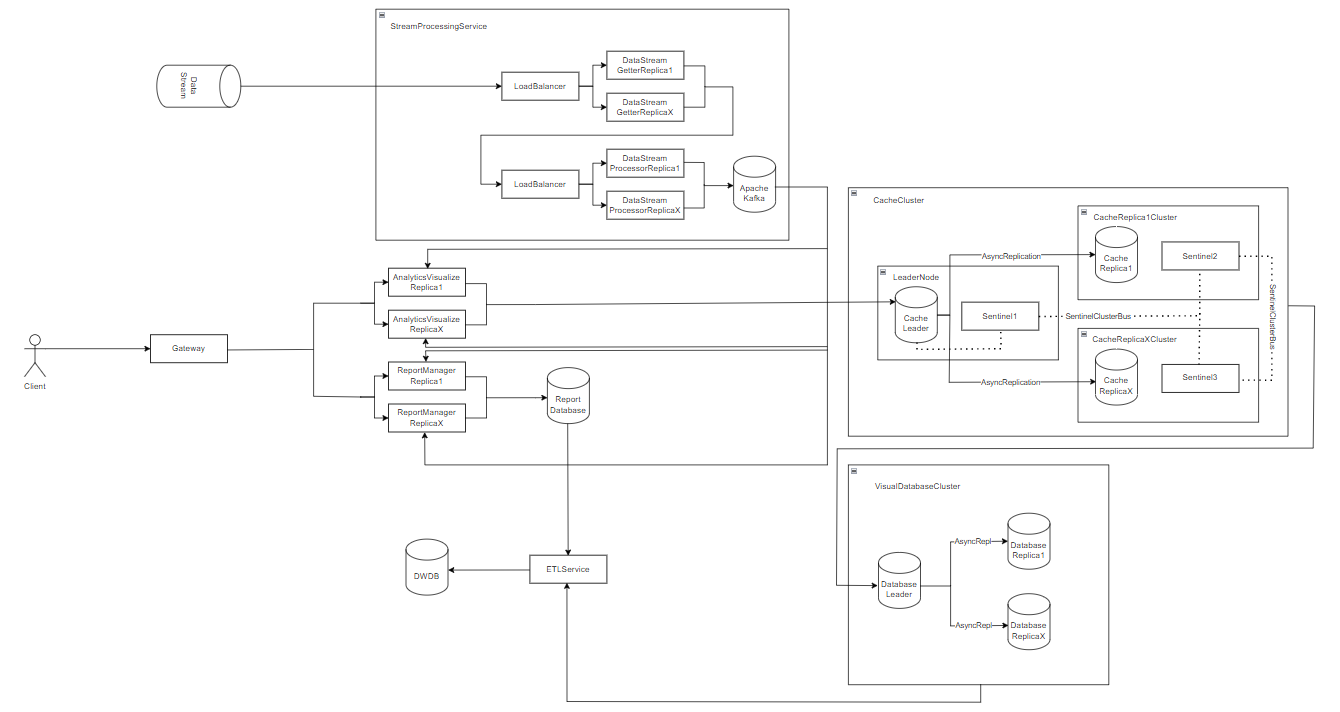 StreamProcessingService
Data
Stream
LoadBalancer
DataStream
GetterReplica1
DataStream
GetterReplicaX
LoadBalancer
DataStream
ProcessorReplica1
DataStream
ProcessorReplicaX
Apache
Kafka
CacheCluster
CacheReplica1Cluster
AsyncReplication
Cache
Replica1
Sentinel2
LeaderNode
Cache
Leader
Sentinel1
SentinelClusterBus
SentinelClusterBus
CacheReplicaXCluster
AsyncReplication
Cache
ReplicaX
Sentinel3
AnalyticsVisualize
Replica1
AnalyticsVisualize
ReplicaX
Client
Gateway
ReportManager
Replica1
ReportManager
ReplicaX
Report
Database
VisualDatabaseCluster
Database
Leader
AsyncRepl
Database
Replica1
AsyncRepl
Database
ReplicaX
DWDB
ETLService